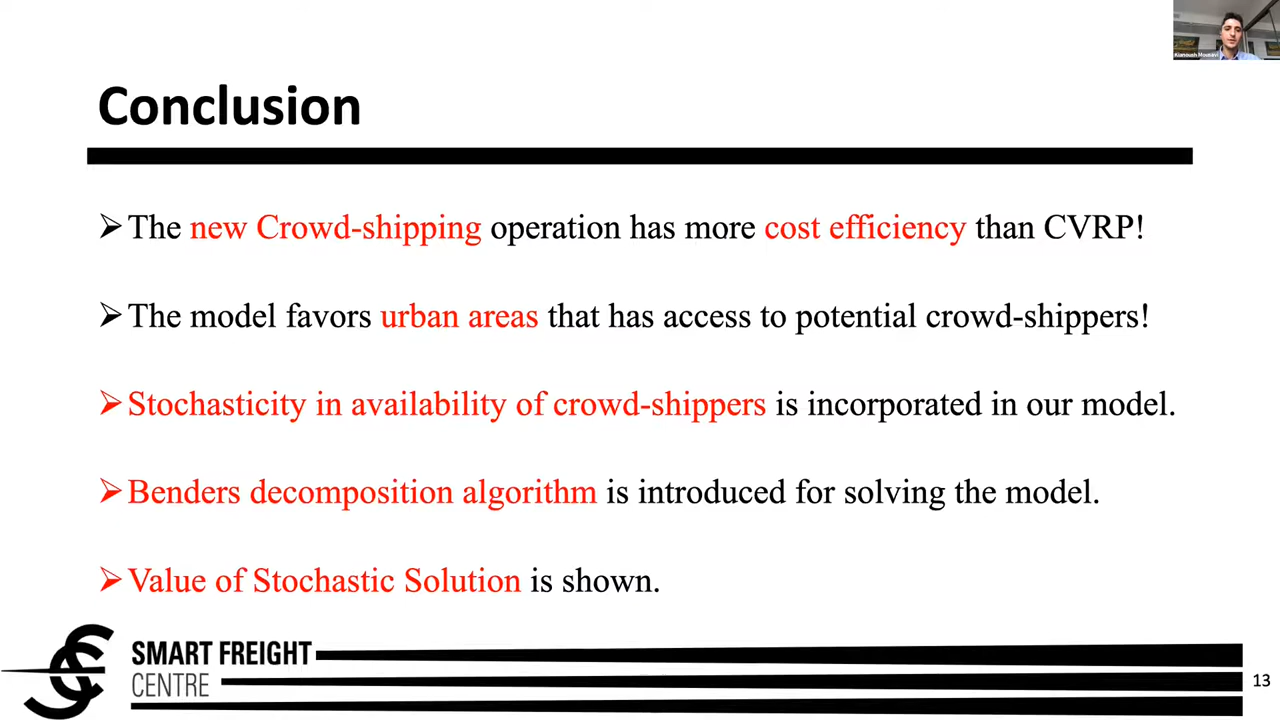 Kianoush Mousavi
Conclusion
➢The new Crowd-shipping operation has more cost efficiency than CVRP!
➢The model favors urban areas that has access to potential crowd-shippers!
➢Stochasticity in availability of crowd-shippers is incorporated in our model.
➢Benders decomposition algorithm is introduced for solving the model.
➢Value of Stochastic Solution is shown.
SMART FREIGHT
CENTRE
13